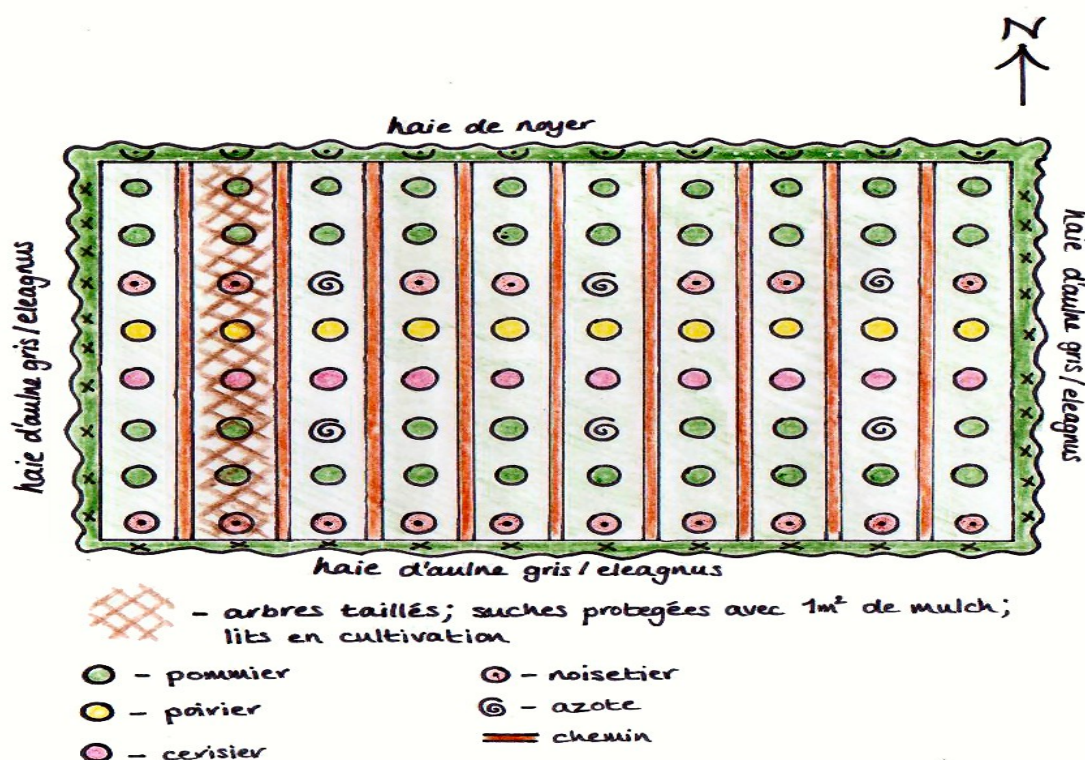 N
haie de noyer
haie d'aulne gris/eleagnus
haie d'aulne gris/eleagnus
haie d'aulne gris/eleagnus
- arbres taillés; suches protegées avec 1m² de mulch;
lits en cultivation
- pommier
- noisetier
- poirier
- azote
- cerisier
chemin